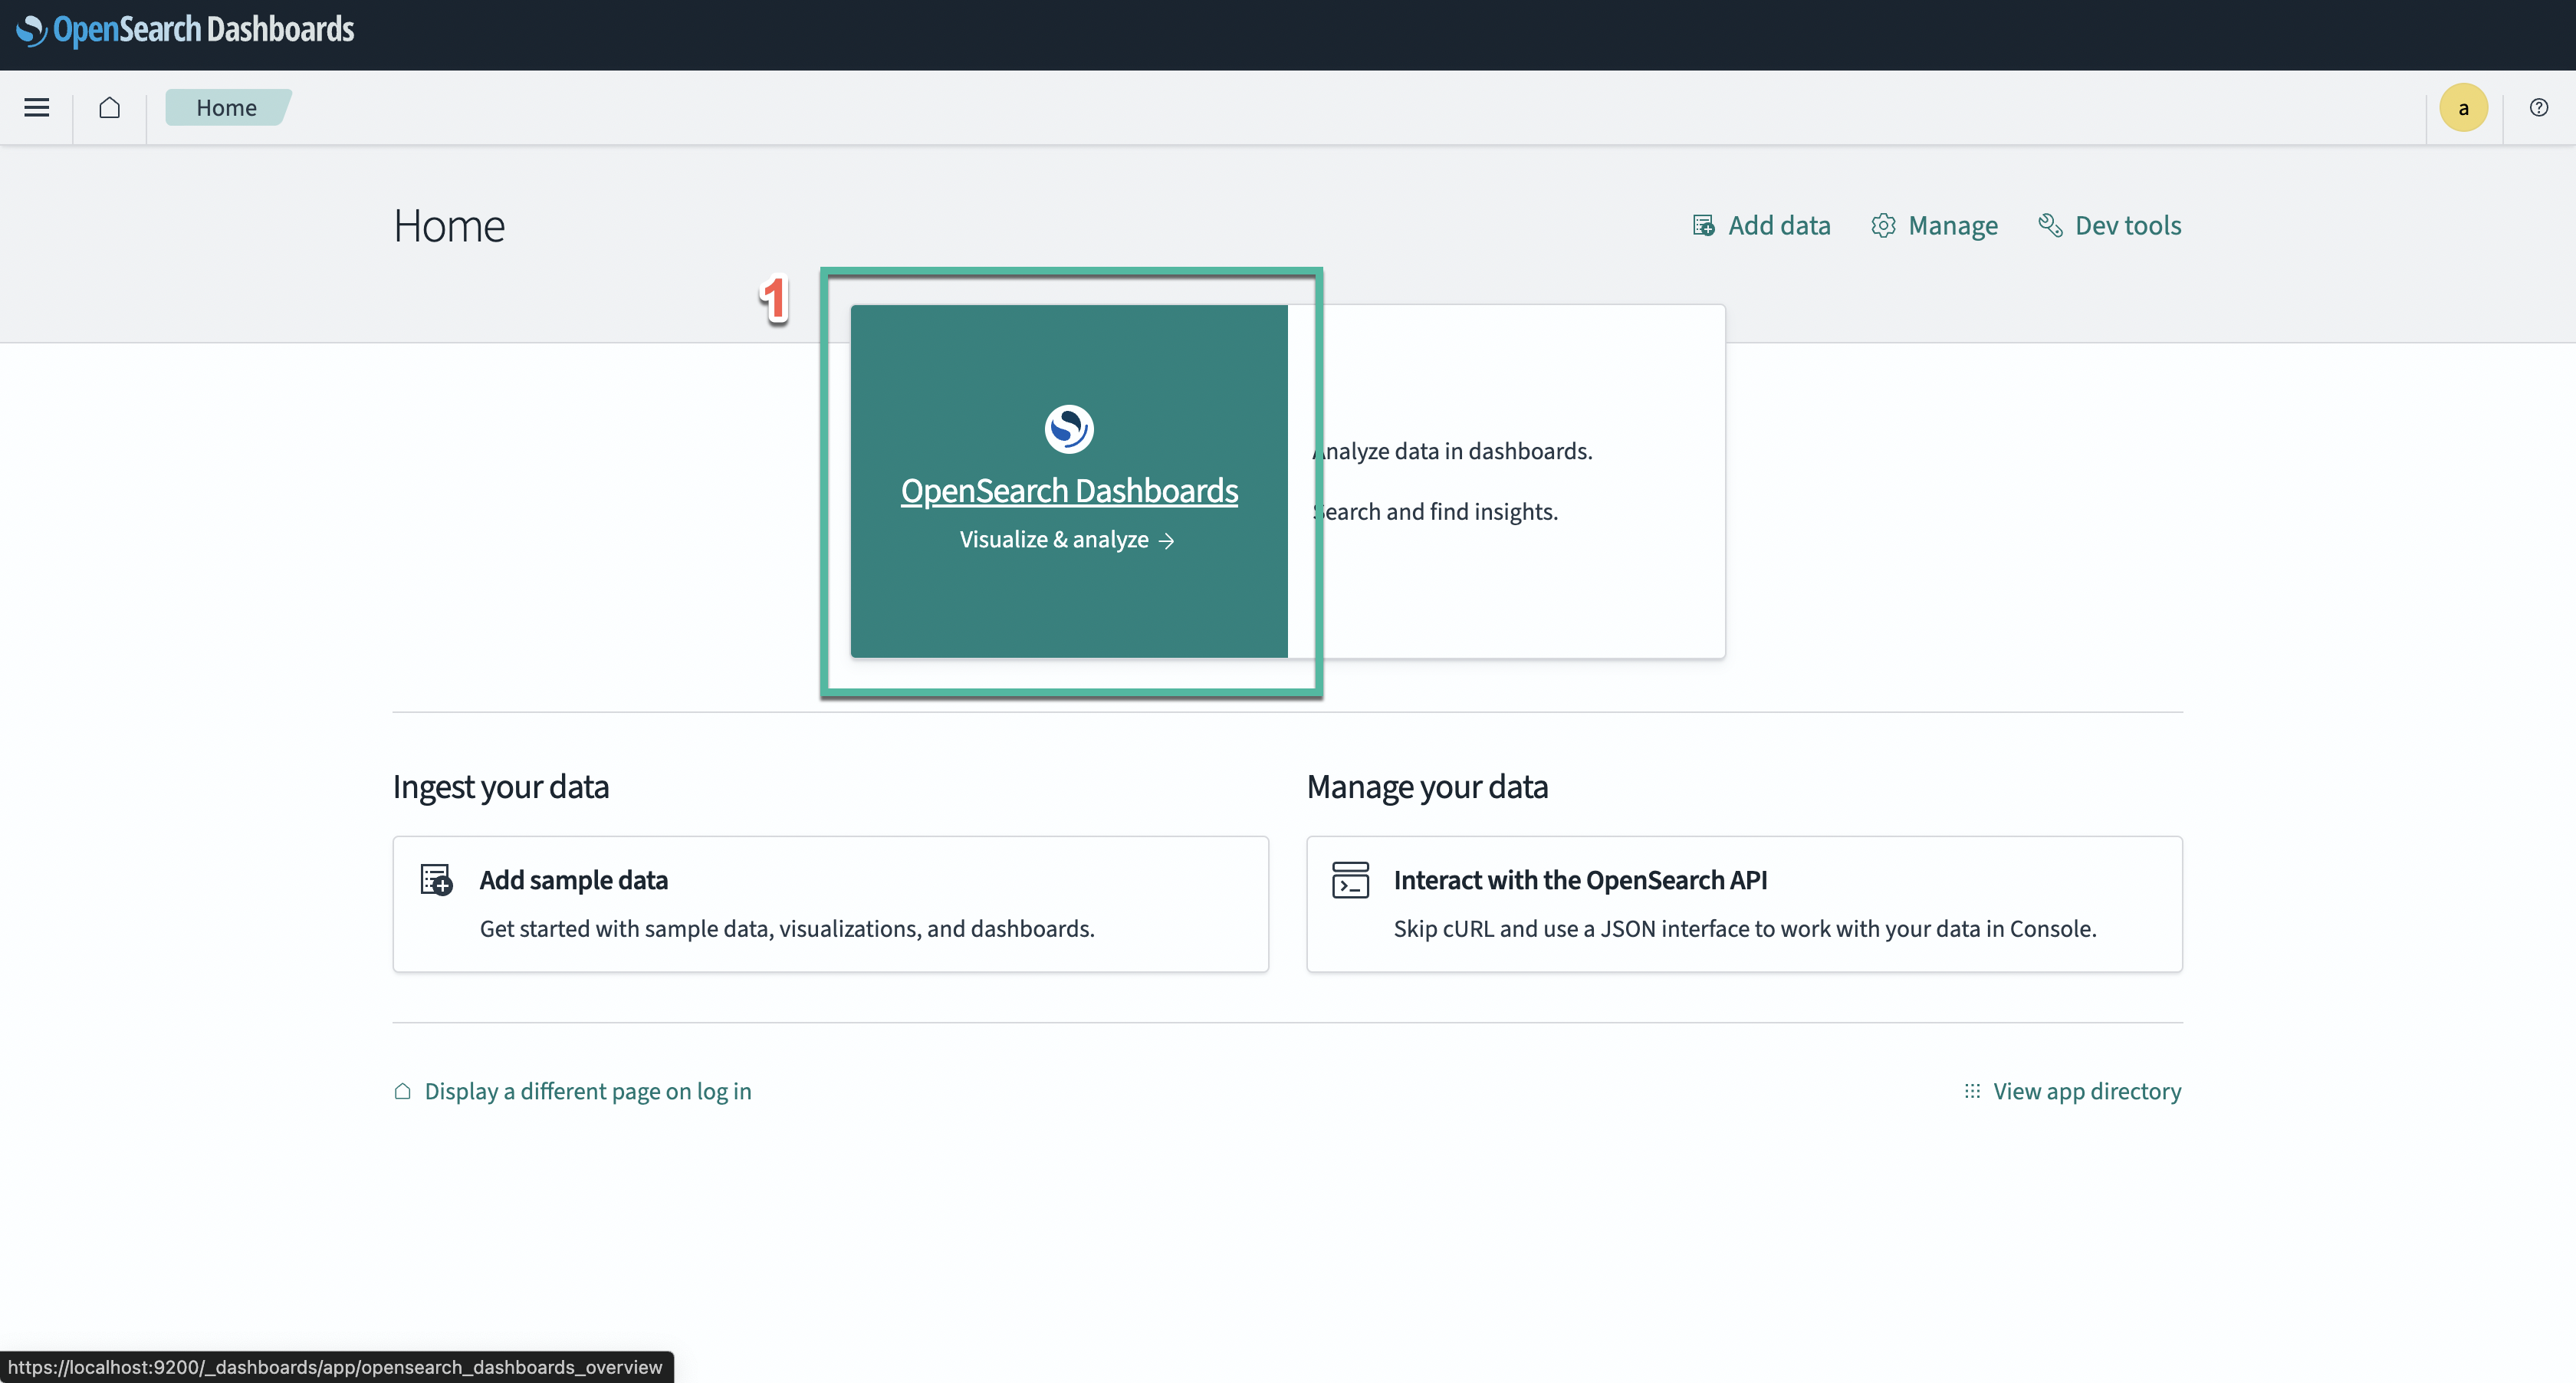 OpenSearch Dashboards
Home
a
Home
Add data
Manage
Dev tools
1
OpenSearch Dashboards
Visualize & analyze
Analyze data in dashboards.
Search and find insights.
Ingest your data
Manage your data
Add sample data
Get started with sample data, visualizations, and dashboards.
Interact with the OpenSearch API
Skip cURL and use a JSON interface to work with your data in Console.
Display a different page on log in
View app directory
https://localhost:9200/_dashboards/app/opensearch_dashboards_overview